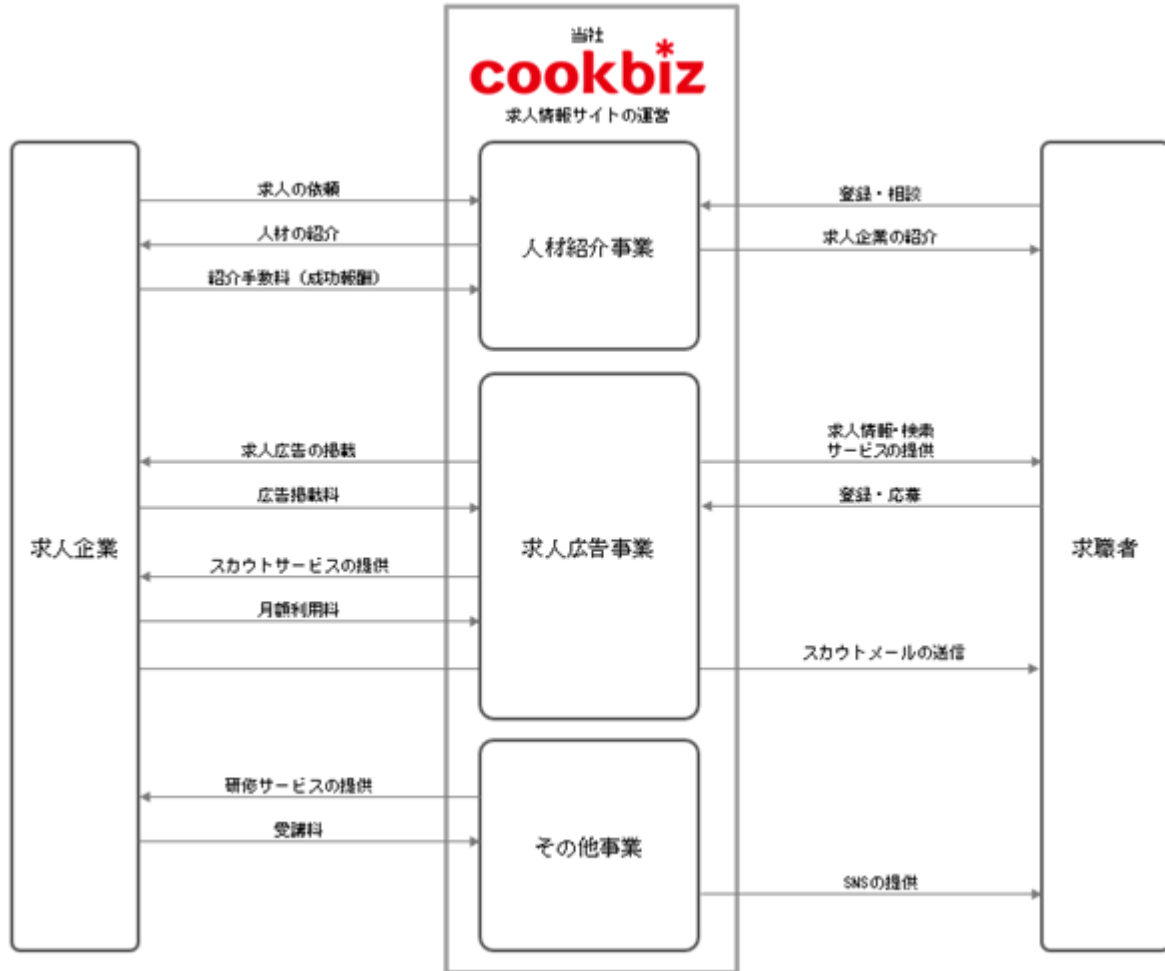 当社
cookbiz
求人情報サイトの運営
求人の依頼
人材の紹介
紹介手数料（成功報酬）
人材紹介事業
登録・相談
求人企業の紹介
求人広告の掲載
広告掲載料
スカウトサービスの提供
月額利用料
求人企業
求人広告事業
求人情報・検索
サービスの提供
登録・応募
求職者
スカウトメールの送信
研修サービスの提供
受講料
その他事業
SNSの提供